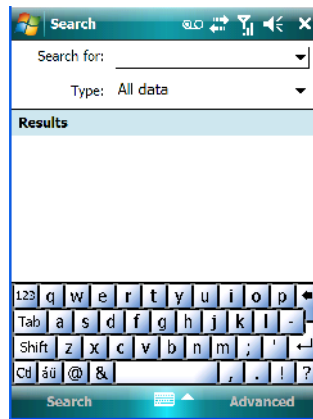 Search
Search for:
Type: All data
Results
123 q w e r t y u i o p
Tab a s d f g h j k l -
Shift z x c v b n m ; '
Ctl áü @ & , . ! ?
Search Advanced